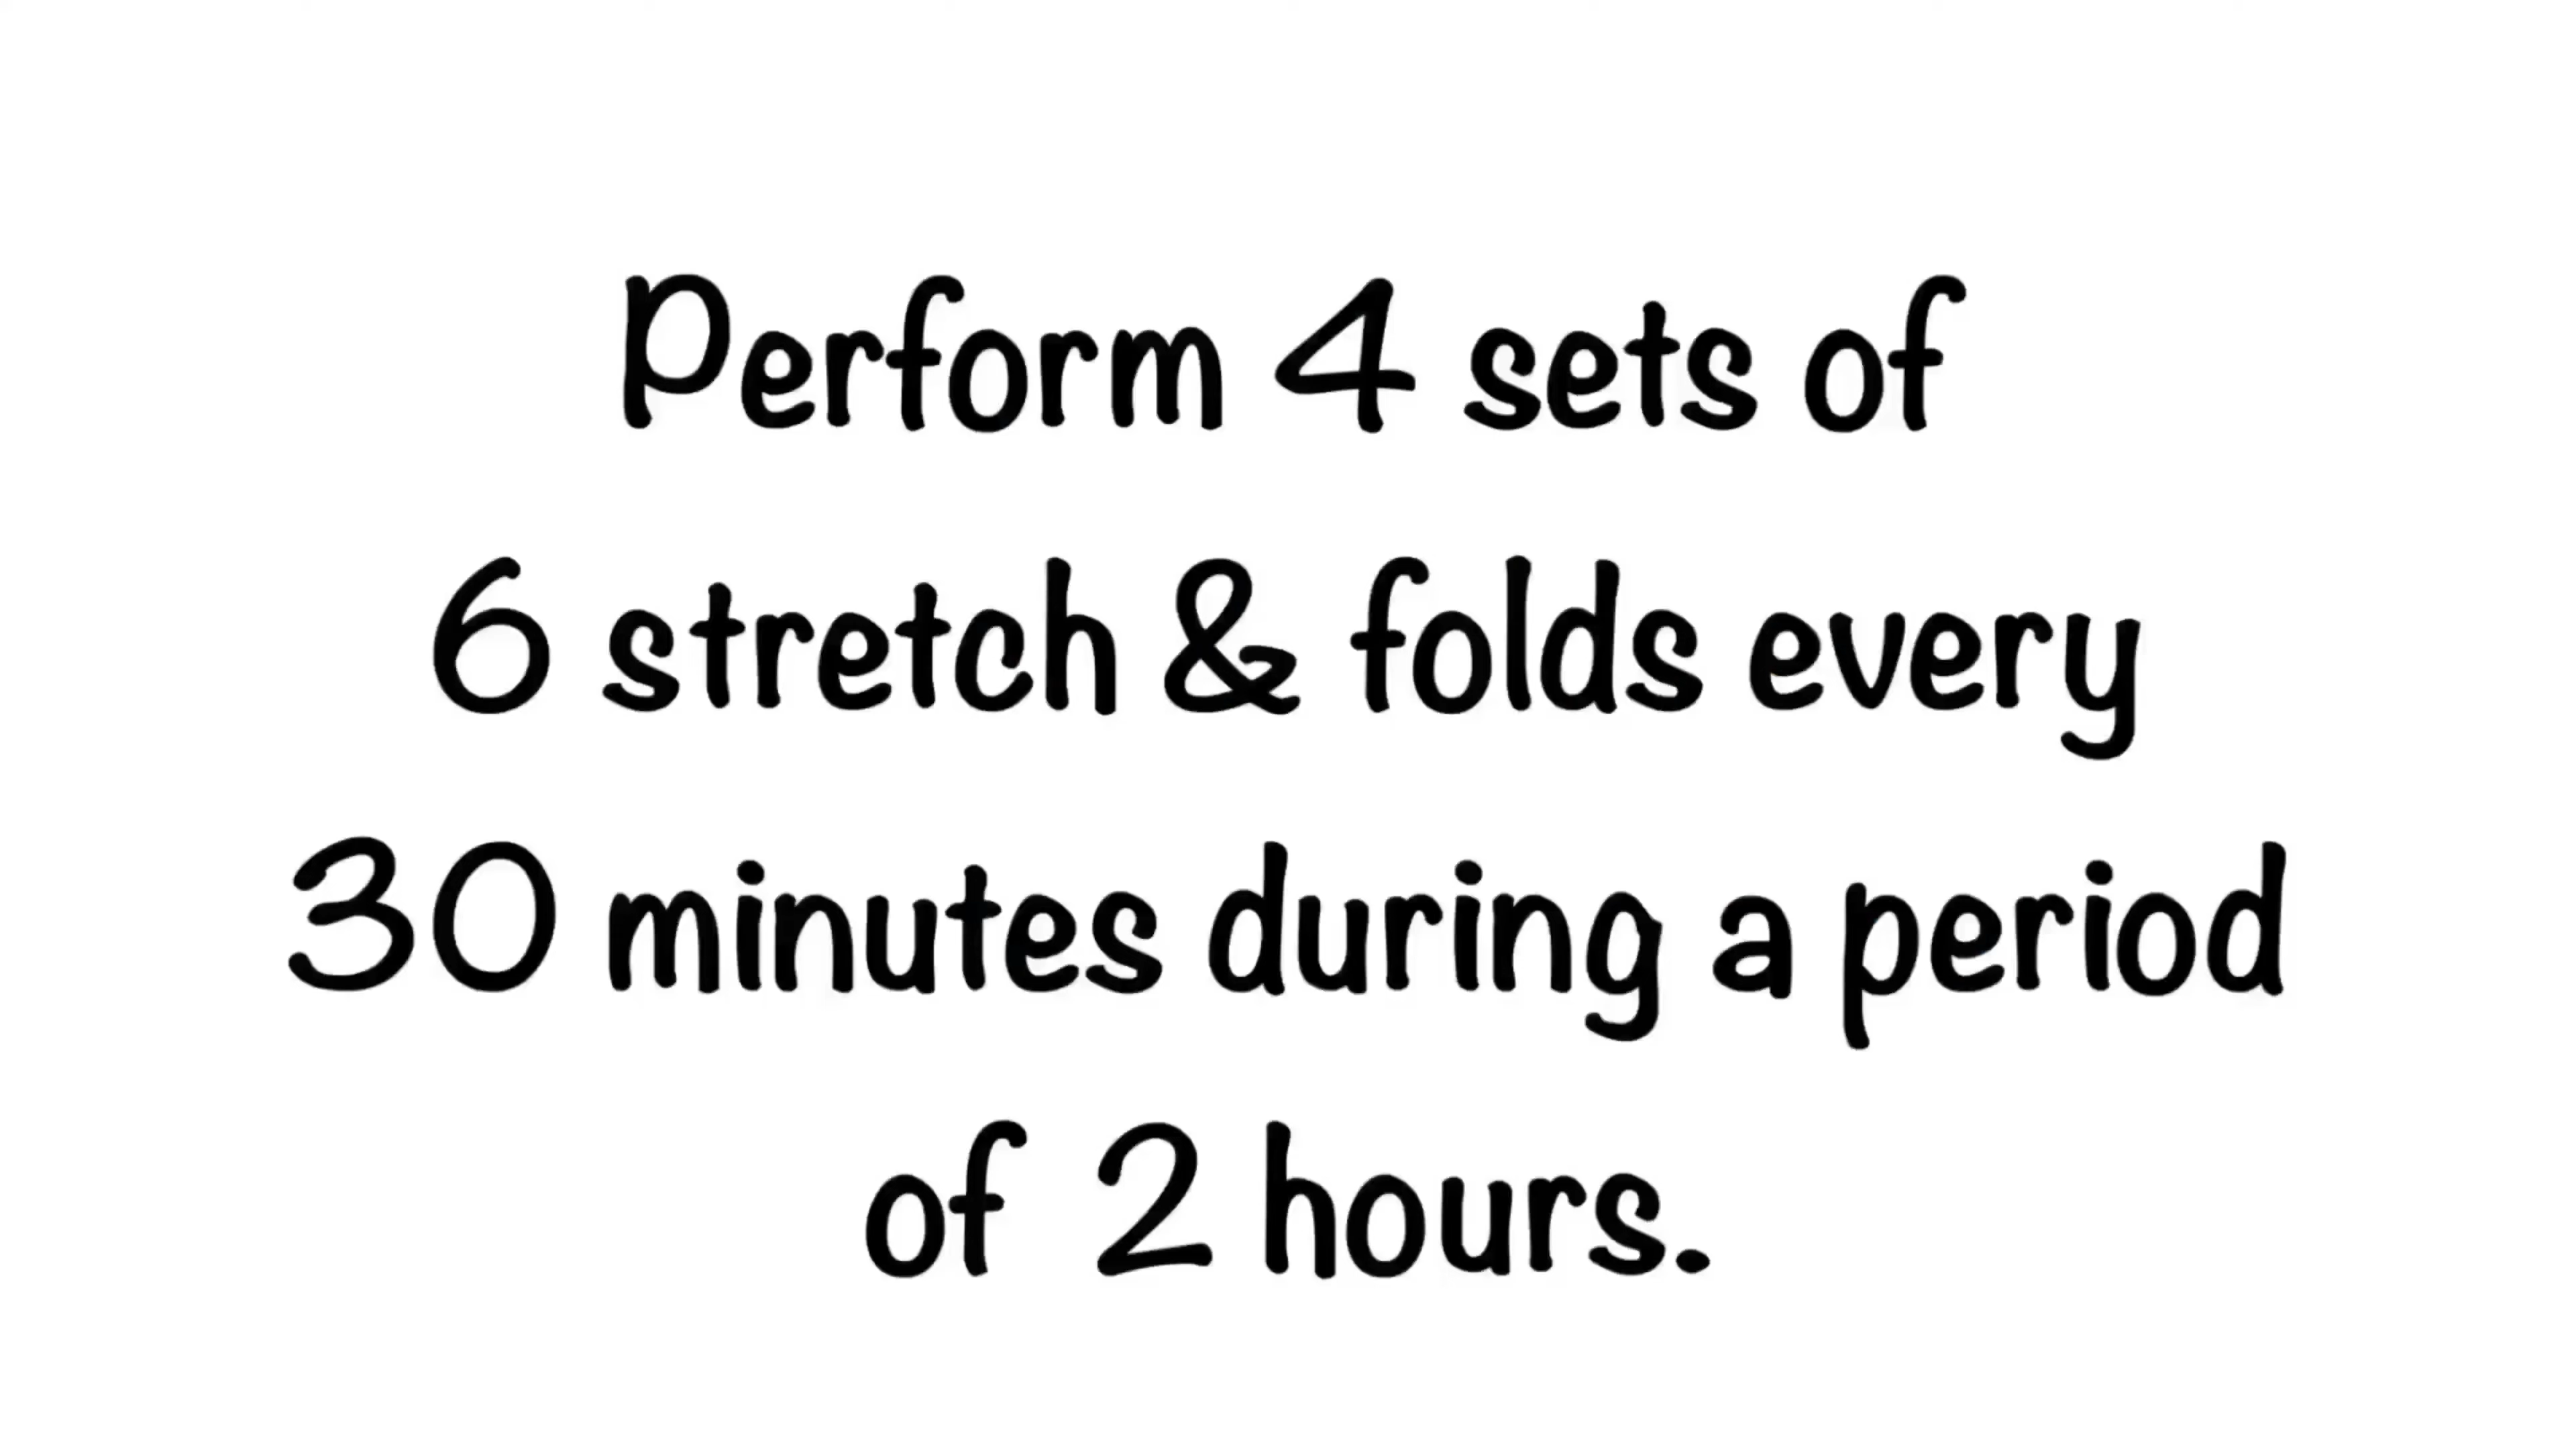 Perform 4 sets of
6 stretch & folds every
30 minutes during a period
of 2 hours.